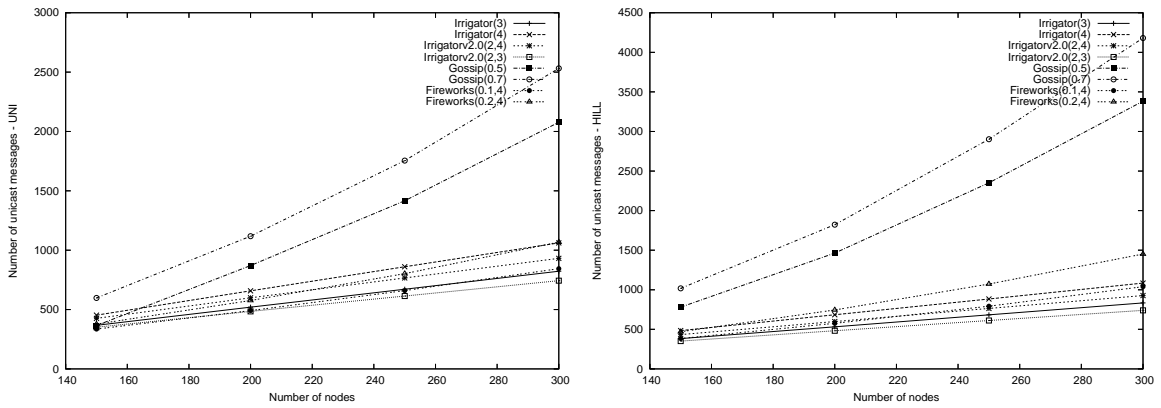 Number of unicast messages - UNI
3000
2500
2000
1500
1000
500
0
140 160 180 200 220 240 260 280 300
Number of nodes
Irrigator(3)
Irrigator(4)
Irrigatorv2.0(2,4)
Irrigatorv2.0(2,3)
Gossip(0.5)
Gossip(0.7)
Fireworks(0.1,4)
Fireworks(0.2,4)
Number of unicast messages - HILL
4500
4000
3500
3000
2500
2000
1500
1000
500
0
140 160 180 200 220 240 260 280 300
Number of nodes
Irrigator(3)
Irrigator(4)
Irrigatorv2.0(2,4)
Irrigatorv2.0(2,3)
Gossip(0.5)
Gossip(0.7)
Fireworks(0.1,4)
Fireworks(0.2,4)